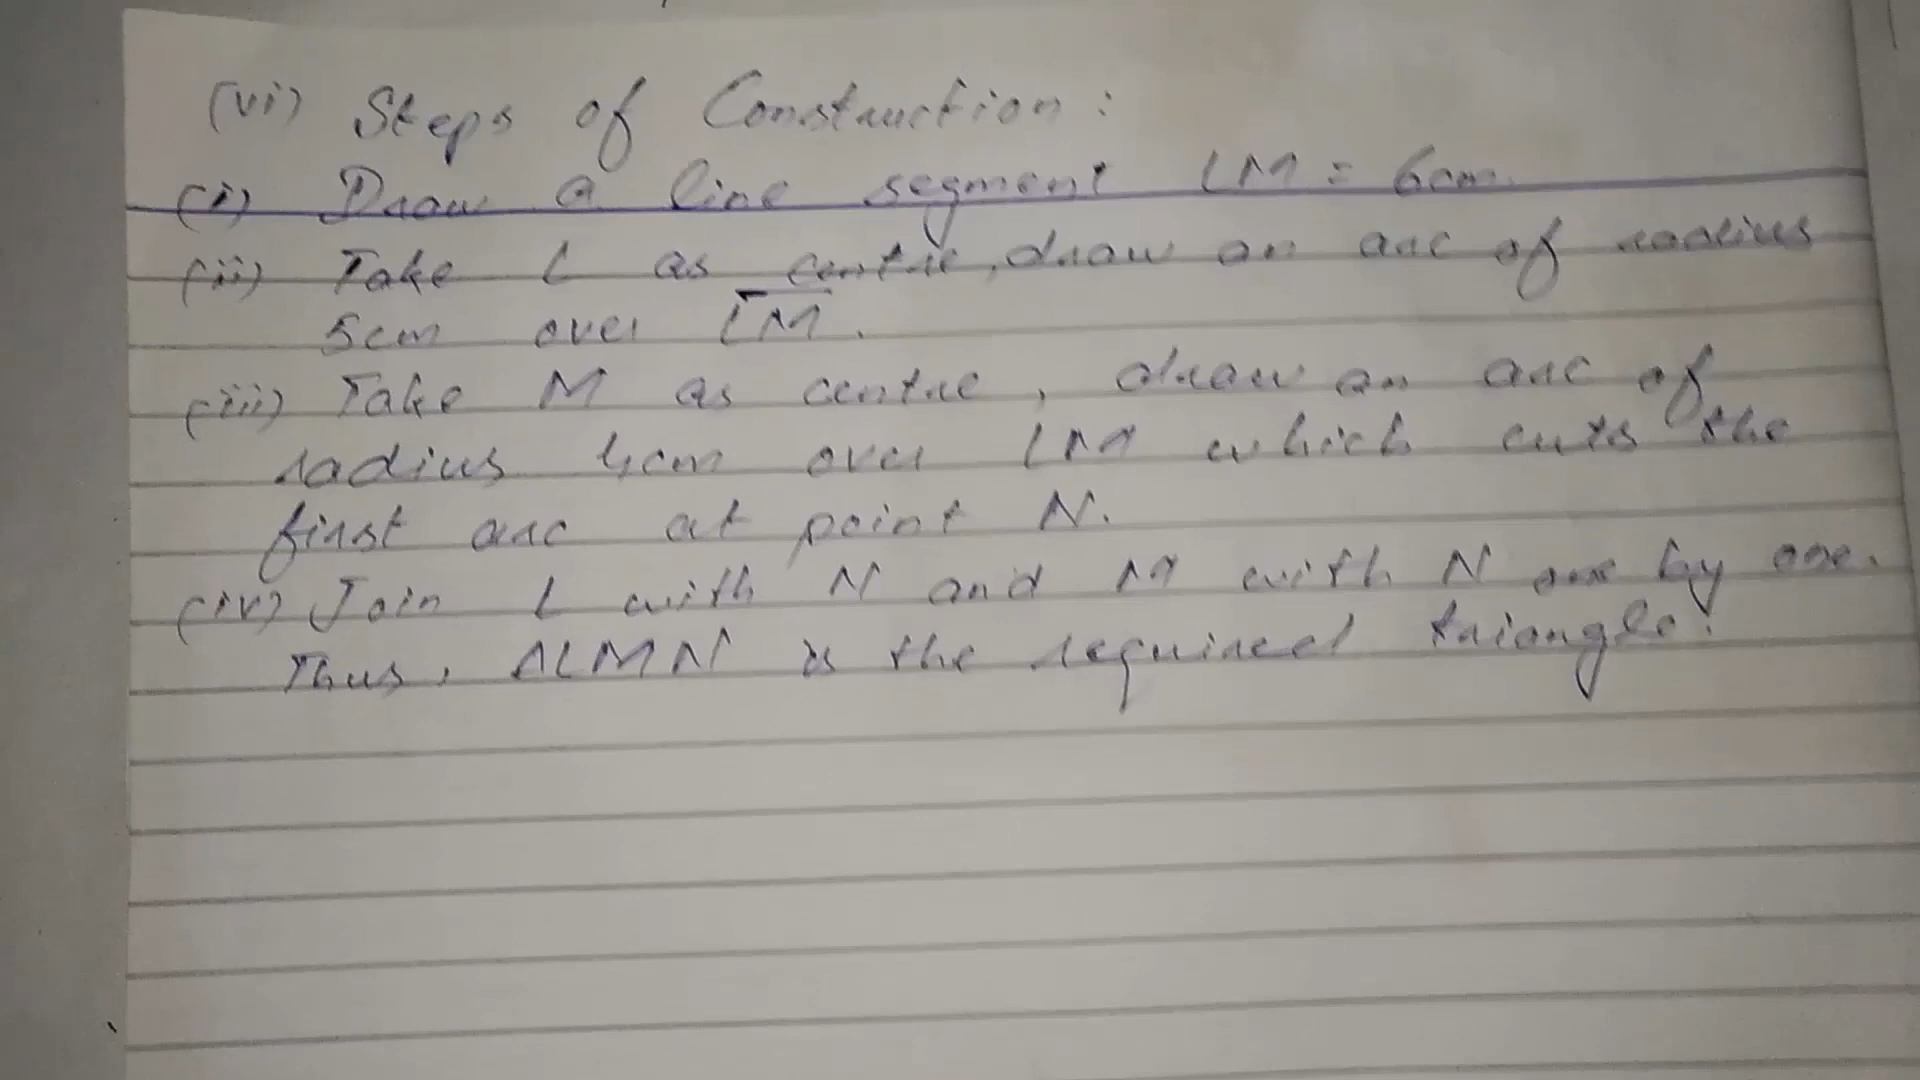 (vi) Steps of Construction :
(i) Draw a line segment LM = 6cm.
(ii) Take L as centre, draw an arc of radius
5cm over LM.
(iii) Take M as centre, draw an arc of
radius 4cm over LM which cuts the
first arc at point N.
(iv) Join L with N and M with N one by one.
Thus, ΔLMN is the required triangle.